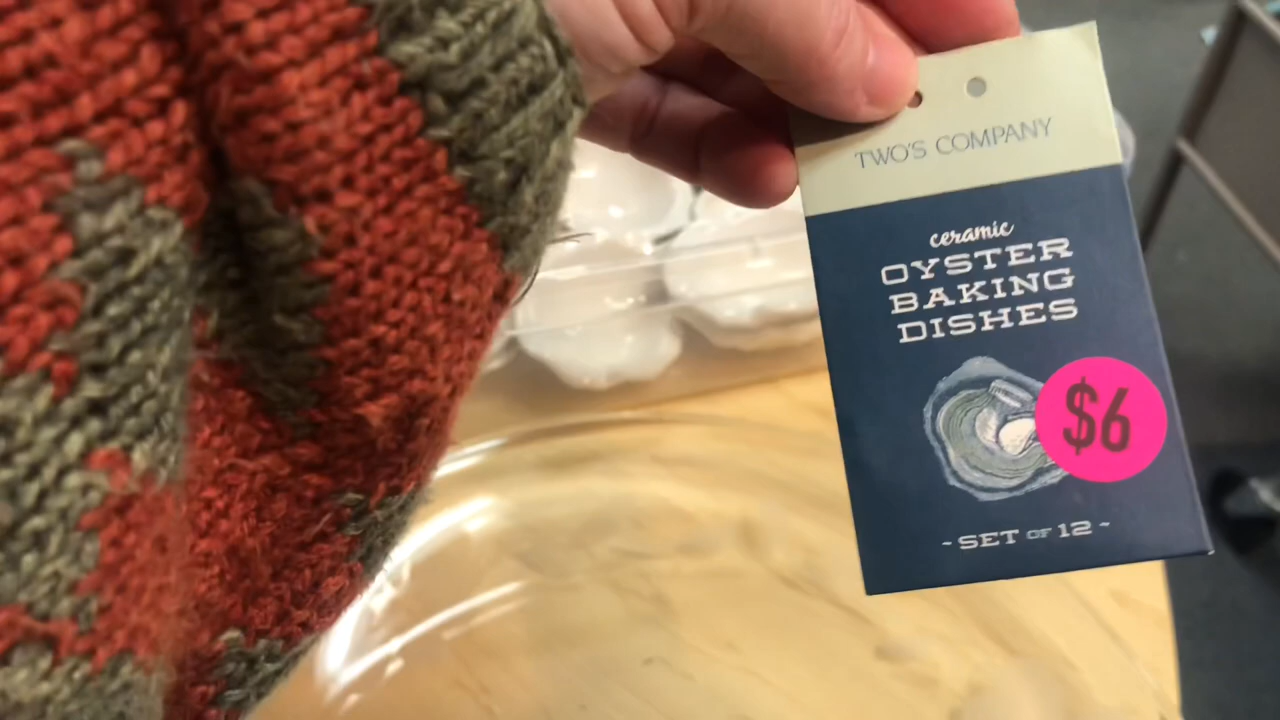 TWO'S COMPANY
ceramic
OYSTER
BAKING
DISHES
$6
- SET OF 12 -